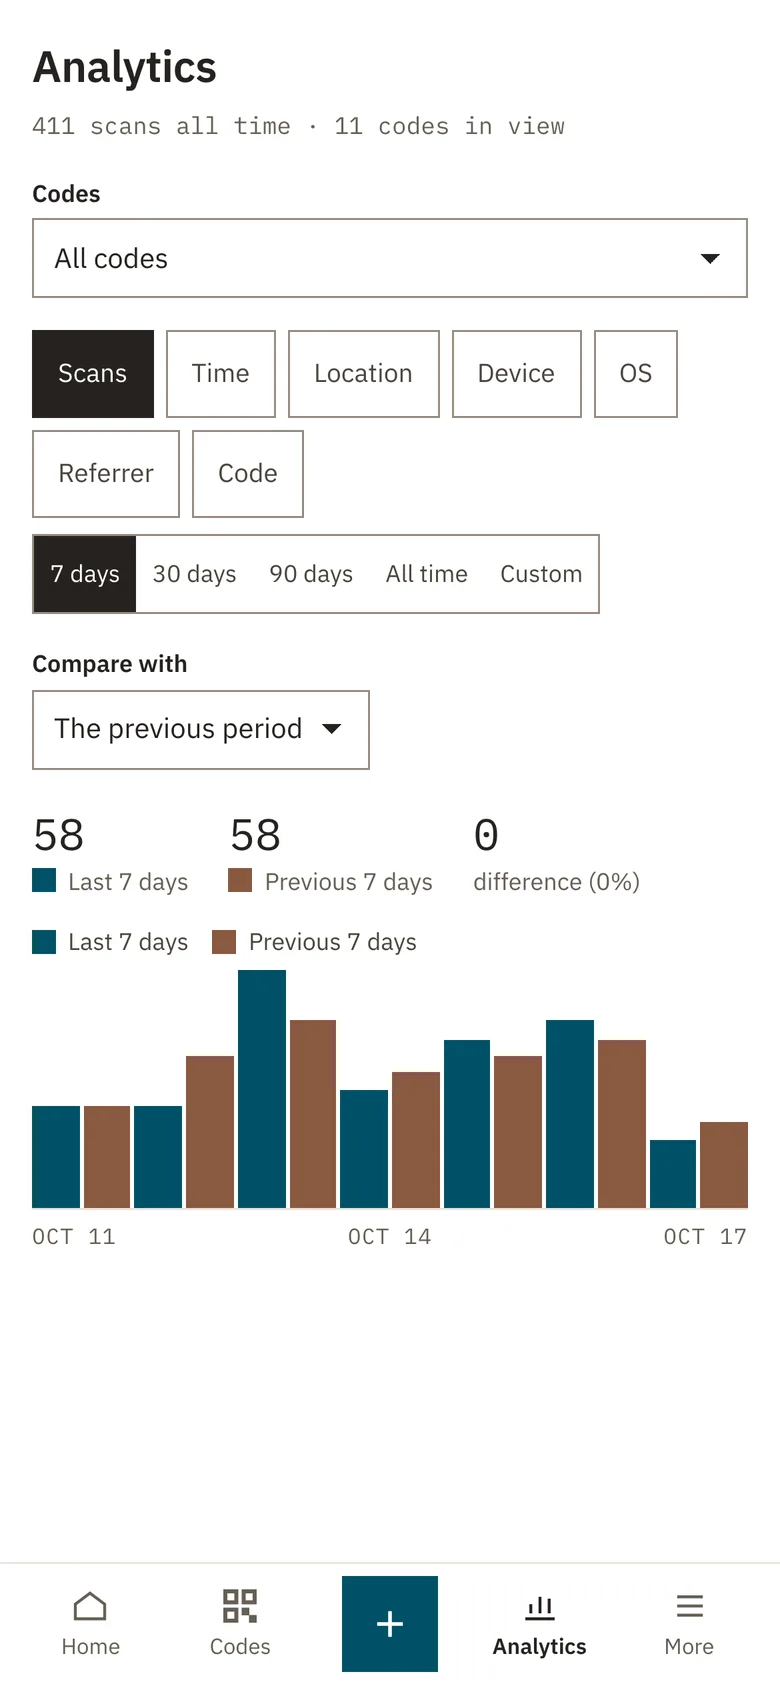 Analytics
411 scans all time · 11 codes in view
Codes
All codes
Scans Time Location Device OS
Referrer Code
7 days 30 days 90 days All time Custom
Compare with
The previous period
58 58 0
Last 7 days Previous 7 days difference (0%)
Last 7 days Previous 7 days
OCT 11 OCT 14 OCT 17
Home Codes + Analytics More